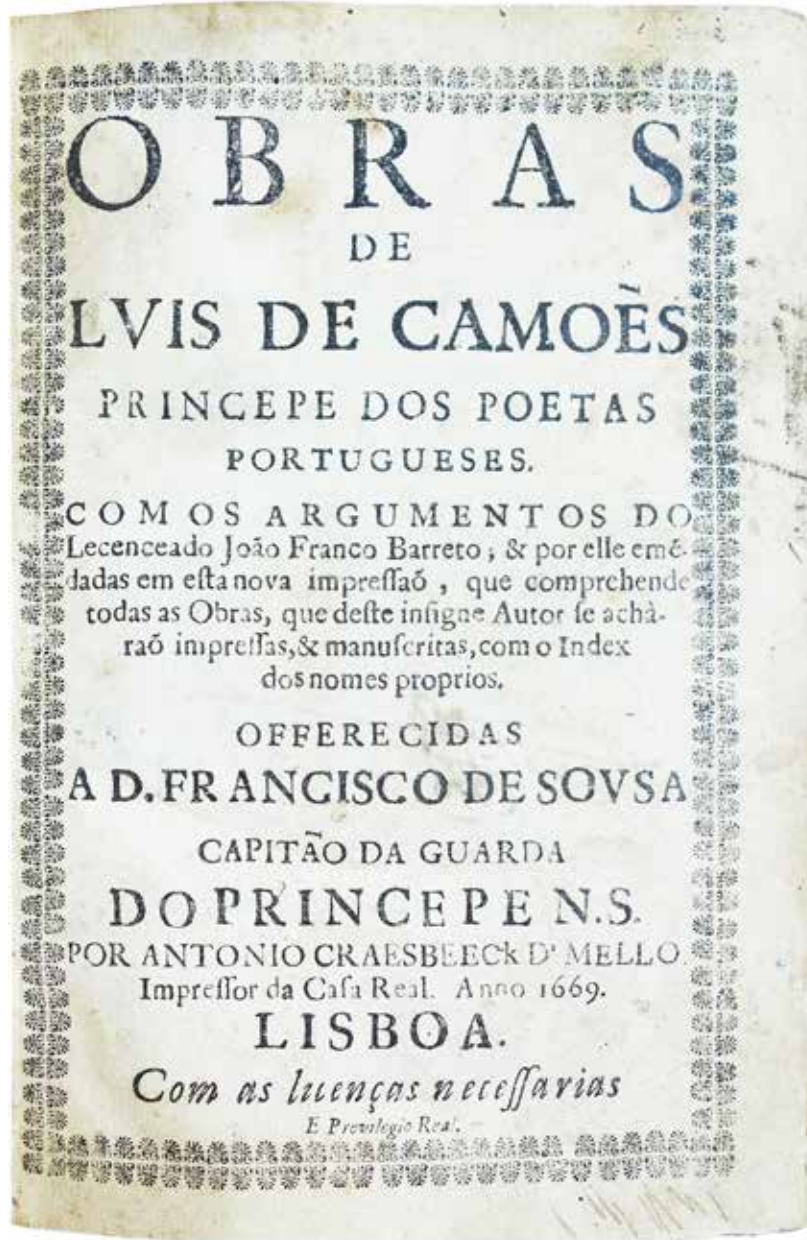 OBRAS
DE
LVIS DE CAMOÈS
PRINCEPE DOS POETAS
PORTUGUESES.
COM OS ARGUMENTOS DO
Lecenceado João Franco Barreto; & por elle emẽ-
dadas em eſta nova impreſſaõ, que comprehende
todas as Obras, que deſte inſigne Autor ſe achà-
raõ impreſſas, & manuſcritas, com o Index
dos nomes proprios.
OFFERECIDAS
A D. FRANCISCO DE SOVSA
CAPITÃO DA GUARDA
DO PRINCEPE N.S.
POR ANTONIO CRAESBEECK D' MELLO.
Impreſſor da Caſa Real. Anno 1669.
LISBOA.
Com as licenças neceſſarias
E Previlegio Real.